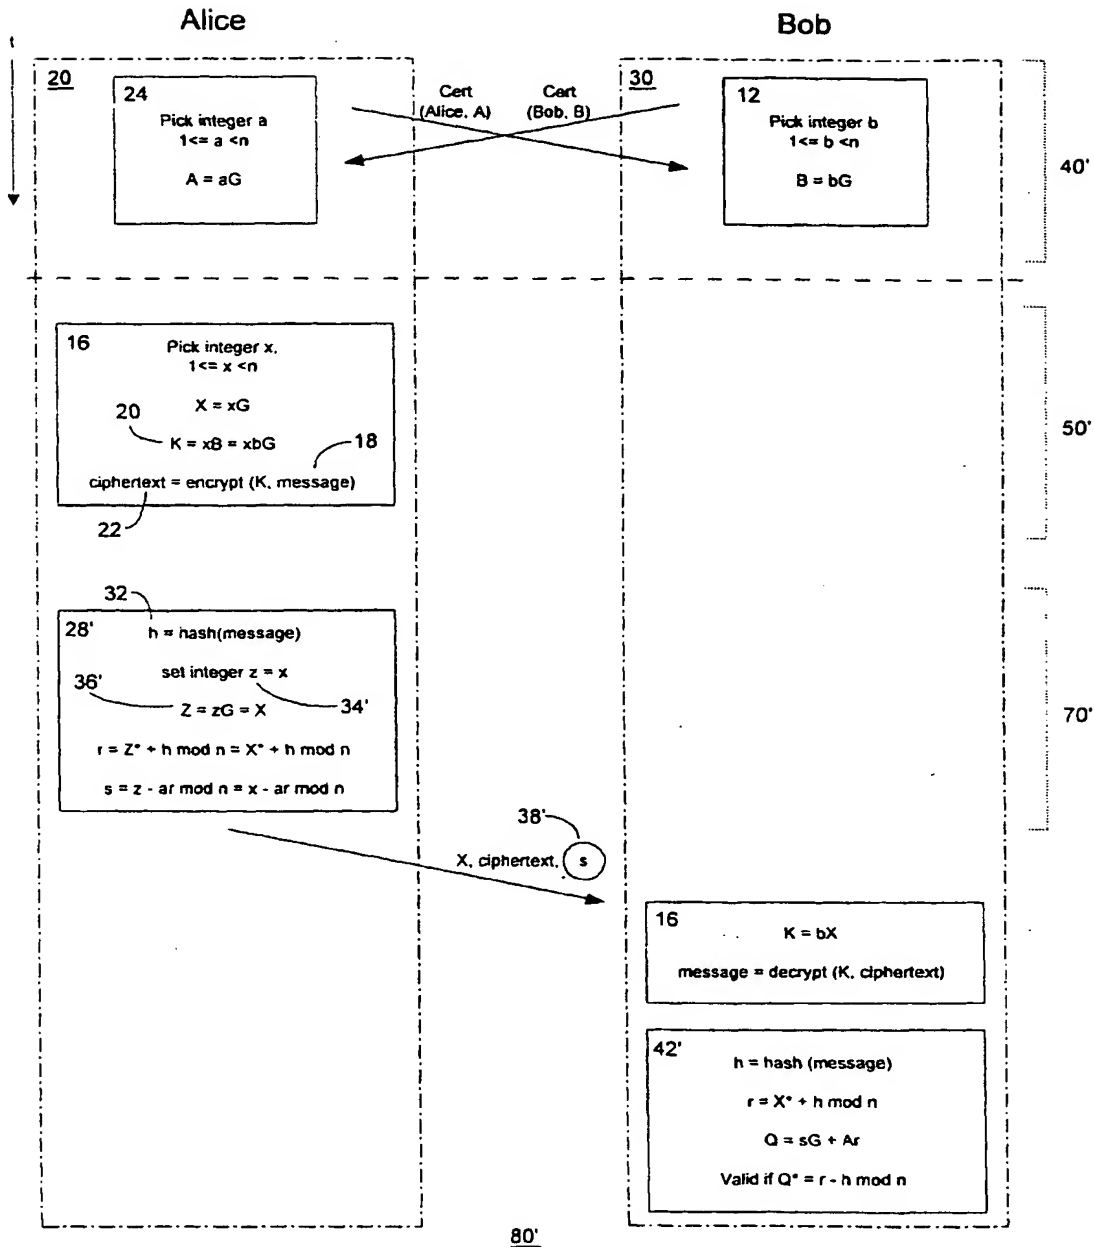 Alice
Bob
t
20
24
Pick integer a
1<= a <n
A = aG
Cert
(Alice, A)
Cert
(Bob, B)
30
12
Pick integer b
1<= b <n
B = bG
40'
16
Pick integer x,
1<= x <n
X = xG
20
K = xB = xbG
18
ciphertext = encrypt (K, message)
22
50'
32
28'
h = hash(message)
set integer z = x
36'
34'
Z = zG = X
r = Z* + h mod n = X* + h mod n
s = z - ar mod n = x - ar mod n
70'
38'
X, ciphertext, s
16
K = bX
message = decrypt (K, ciphertext)
42'
h = hash (message)
r = X* + h mod n
Q = sG + Ar
Valid if Q* = r - h mod n
80'